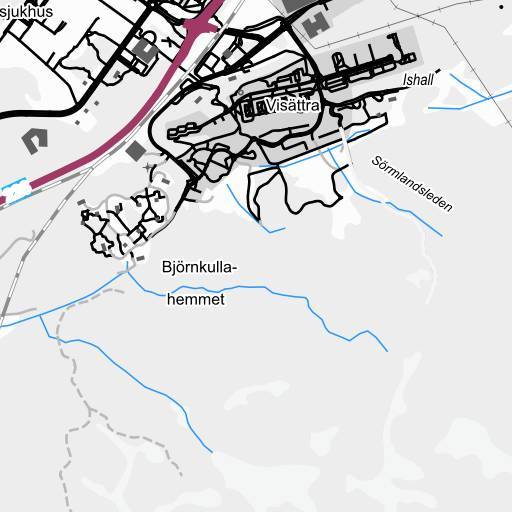 sjukhus
Ishall
Visättra
Sörmlandsleden
Björnkulla-
hemmet